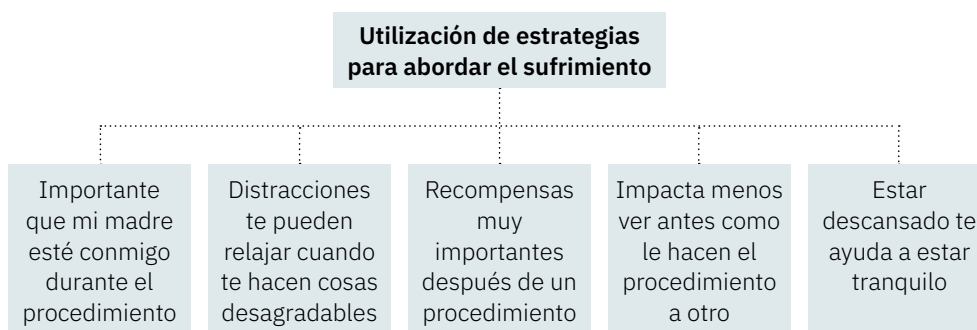 Utilización de estrategias
para abordar el sufrimiento
Importante
que mi madre
esté conmigo
durante el
procedimiento
Distracciones
te pueden
relajar cuando
te hacen cosas
desagradables
Recompensas
muy
importantes
después de un
procedimiento
Impacta menos
ver antes como
le hacen el
procedimiento
a otro
Estar
descansado te
ayuda a estar
tranquilo